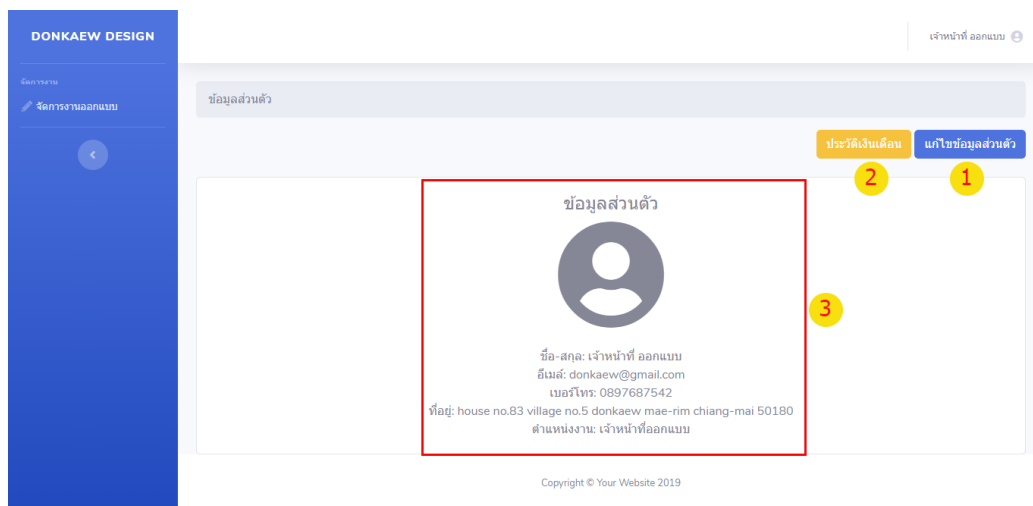 DONKAEW DESIGN
เจ้าหน้าที่ ออกแบบ
จัดการงาน
จัดการงานออกแบบ
ข้อมูลส่วนตัว
ประวัติเงินเดือน
แก้ไขข้อมูลส่วนตัว
2
1
ข้อมูลส่วนตัว
3
ชื่อ-สกุล: เจ้าหน้าที่ ออกแบบ
อีเมล์: donkaew@gmail.com
เบอร์โทร: 0897687542
ที่อยู่: house no.83 village no.5 donkaew mae-rim chiang-mai 50180
ตำแหน่งงาน: เจ้าหน้าที่ออกแบบ
Copyright © Your Website 2019